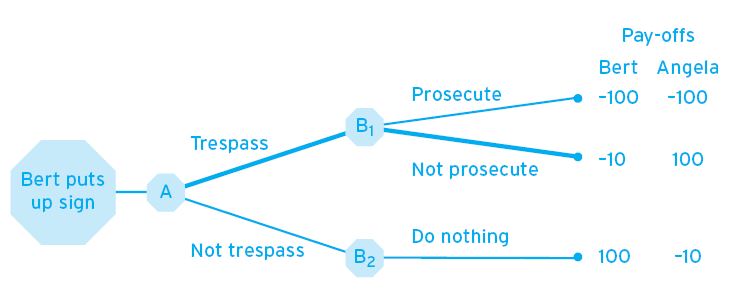 Pay-offs
Bert Angela
Prosecute
–100 –100
B1
Trespass
Not prosecute
–10 100
Bert puts
up sign
A
Not trespass
Do nothing
B2
100 –10